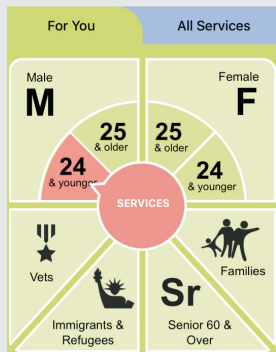 For You
All Services
Male
M
Female
F
25
& older
25
& older
24
& younger
24
& younger
SERVICES
Vets
Families
Immigrants &
Refugees
Sr
Senior 60 &
Over